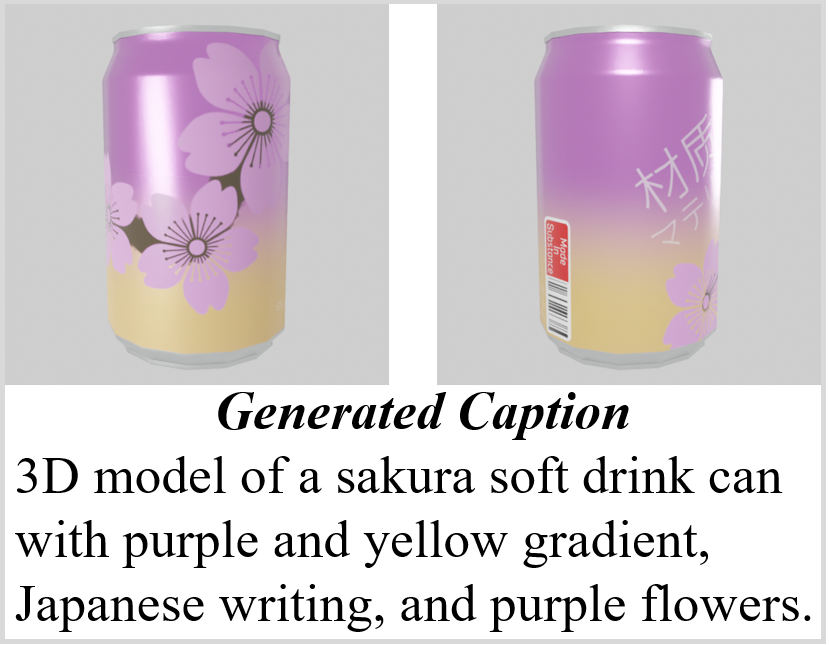 材质
マテ
Made
in
Substance
Generated Caption
3D model of a sakura soft drink can
with purple and yellow gradient,
Japanese writing, and purple flowers.